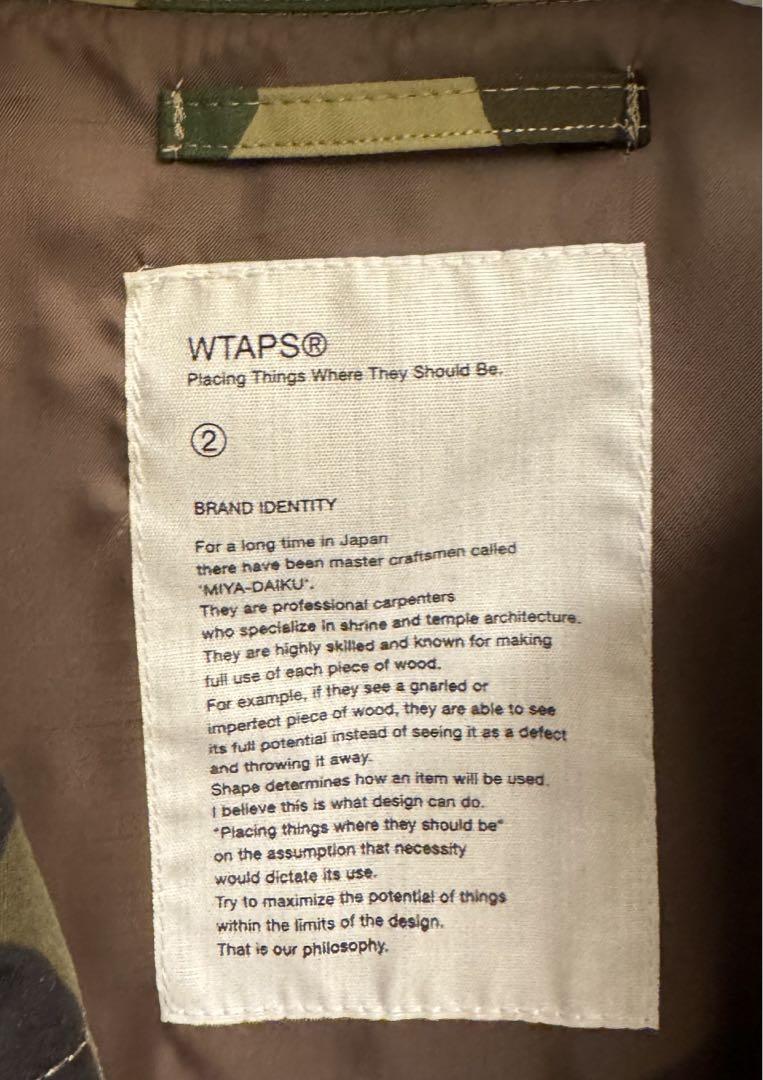 WTAPS®
Placing Things Where They Should Be.
②
BRAND IDENTITY
For a long time in Japan
there have been master craftsmen called
"MIYA-DAIKU".
They are professional carpenters
who specialize in shrine and temple architecture.
They are highly skilled and known for making
full use of each piece of wood.
For example, if they see a gnarled or
imperfect piece of wood, they are able to see
its full potential instead of seeing it as a defect
and throwing it away.
Shape determines how an item will be used.
I believe this is what design can do.
"Placing things where they should be"
on the assumption that necessity
would dictate its use.
Try to maximize the potential of things
within the limits of the design.
That is our philosophy.